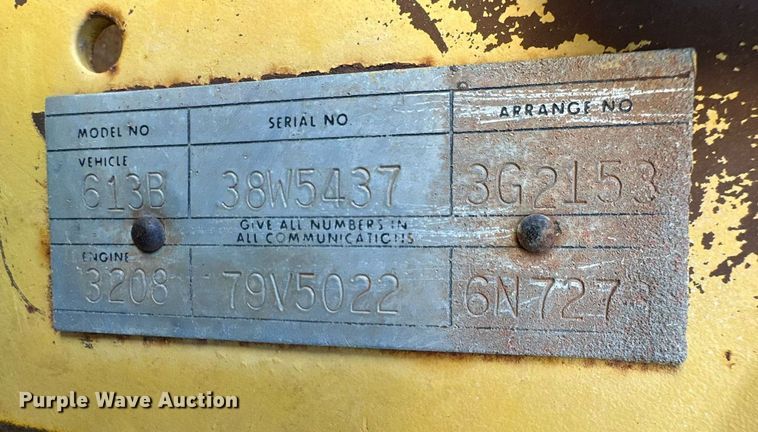 MODEL NO SERIAL NO. ARRANGE NO
VEHICLE
613B 38W5437 3G2153
GIVE ALL NUMBERS IN
ALL COMMUNICATIONS
ENGINE
3208 79V5022
Purple Wave Auction®